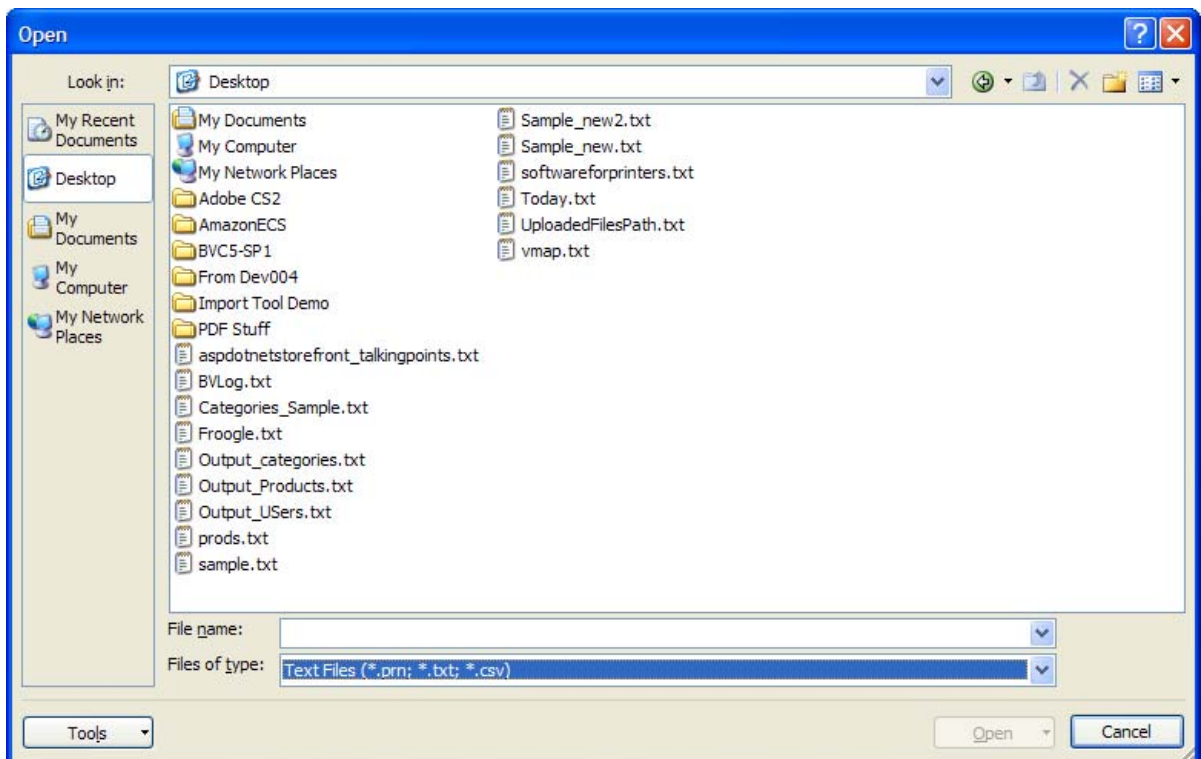 Open
Look in:
Desktop
My Recent
Documents
Desktop
My
Documents
My
Computer
My Network
Places
My Documents
My Computer
My Network Places
Adobe CS2
AmazonECS
BVC5-SP1
From Dev004
Import Tool Demo
PDF Stuff
aspdotnetstorefront_talkingpoints.txt
BVLog.txt
Categories_Sample.txt
Froogle.txt
Output_categories.txt
Output_Products.txt
Output_USers.txt
prods.txt
sample.txt
Sample_new2.txt
Sample_new.txt
softwareforprinters.txt
Today.txt
UploadedFilesPath.txt
vmap.txt
File name:
Files of type:
Text Files (*.prn; *.txt; *.csv)
Tools
Open
Cancel